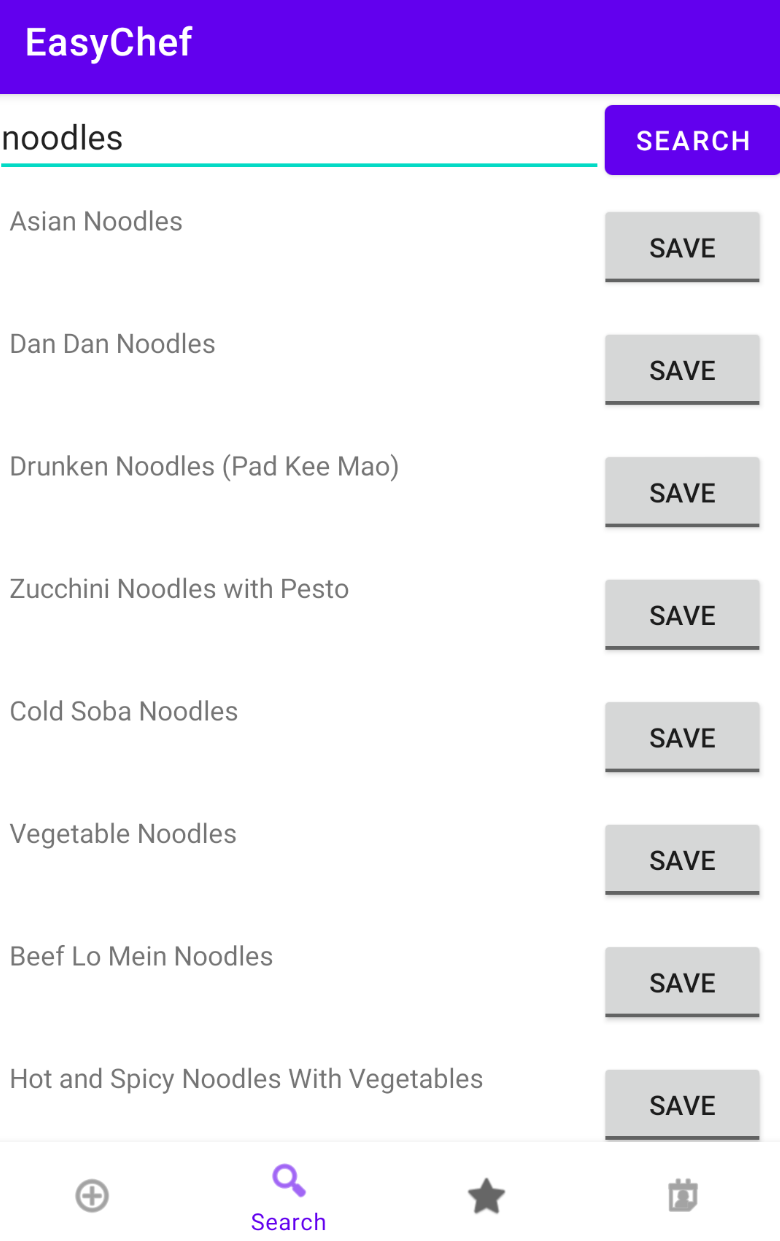 EasyChef
noodles
SEARCH
Asian Noodles
SAVE
Dan Dan Noodles
SAVE
Drunken Noodles (Pad Kee Mao)
SAVE
Zucchini Noodles with Pesto
SAVE
Cold Soba Noodles
SAVE
Vegetable Noodles
SAVE
Beef Lo Mein Noodles
SAVE
Hot and Spicy Noodles With Vegetables
SAVE
Search